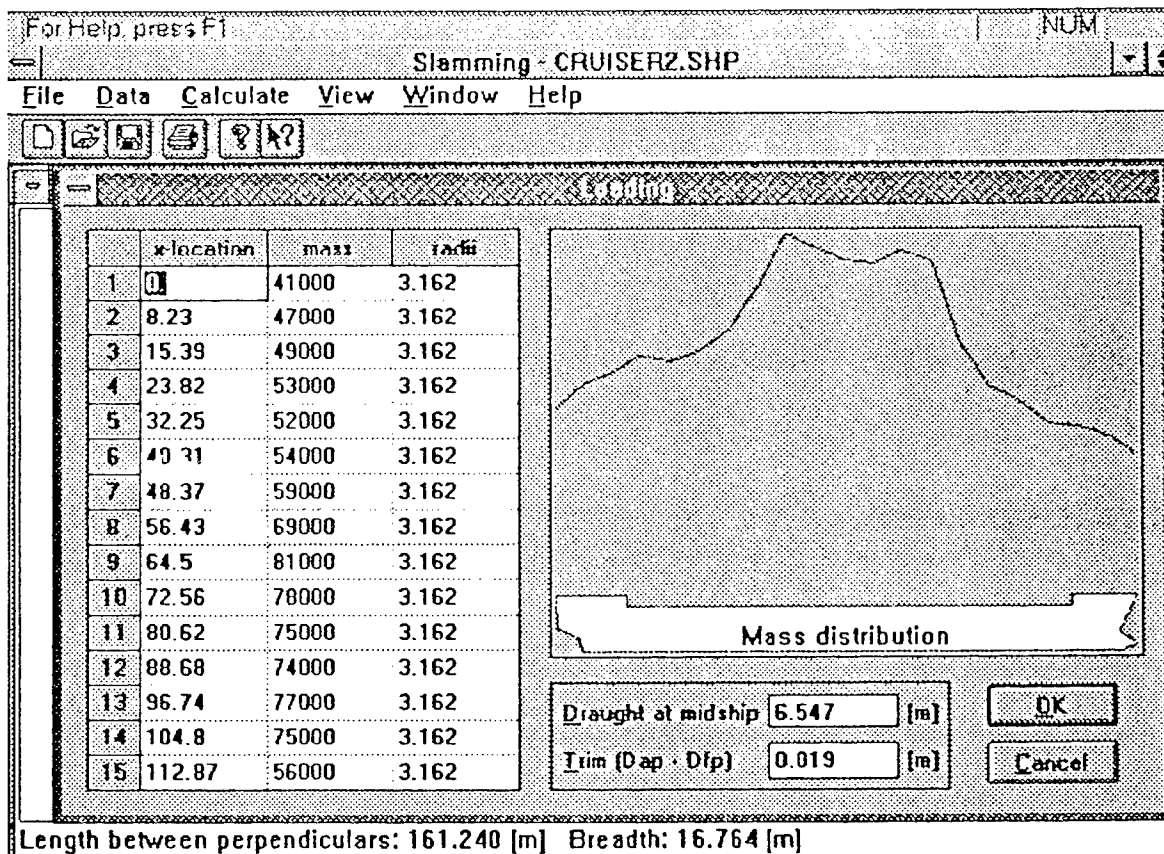 For Help, press F1 NUM
Slamming - CRUISER2.SHP
File Data Calculate View Window Help
Loading
x-location mass radii
1 0 41000 3.162
2 8.23 47000 3.162
3 15.39 49000 3.162
4 23.82 53000 3.162
5 32.25 52000 3.162
6 40.31 54000 3.162
7 48.37 59000 3.162
8 56.43 69000 3.162
9 64.5 81000 3.162
10 72.56 78000 3.162
11 80.62 75000 3.162
12 88.68 74000 3.162
13 96.74 77000 3.162
14 104.8 75000 3.162
15 112.87 56000 3.162
Mass distribution
Draught at midship 6.547 [m]
Trim (Dap - Dfp) 0.019 [m]
OK
Cancel
Length between perpendiculars: 161.240 [m] Breadth: 16.764 [m]